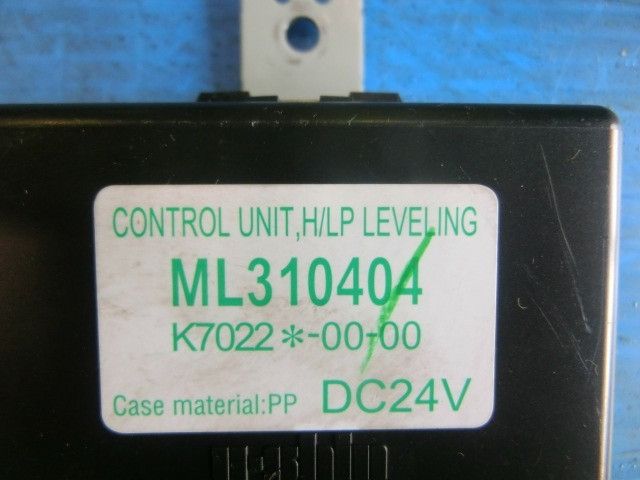 CONTROL UNIT,H/LP LEVELING
ML310404
K7022*-00-00
Case material:PP DC24V